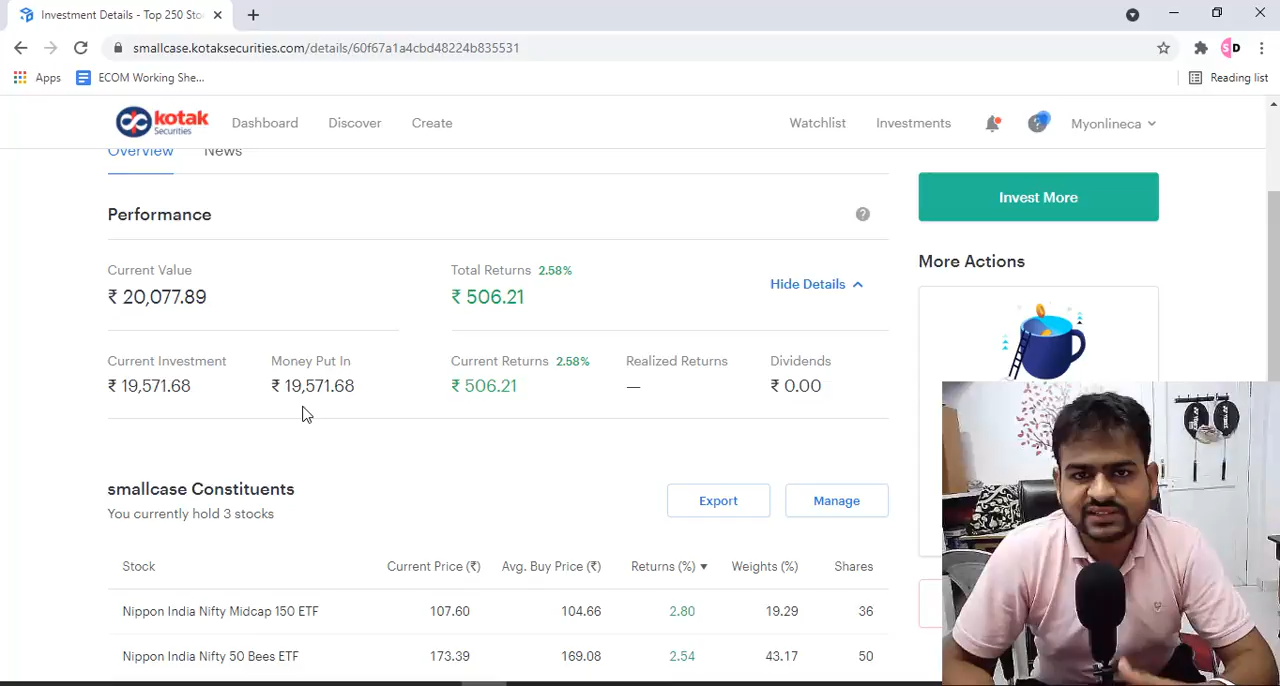 Investment Details - Top 250 Sto
smallcase.kotaksecurities.com/details/60f67a1a4cbd48224b835531
S D
Apps ECOM Working She... Reading list
kotak Securities Dashboard Discover Create Watchlist Investments Myonlineca
Overview News
Performance
Invest More
Current Value
₹ 20,077.89
Total Returns 2.58%
₹ 506.21
Hide Details
More Actions
Current Investment Money Put In Current Returns 2.58% Realized Returns Dividends
₹ 19,571.68 ₹ 19,571.68 ₹ 506.21 — ₹ 0.00
smallcase Constituents
You currently hold 3 stocks
Export Manage
Stock Current Price (₹) Avg. Buy Price (₹) Returns (%) Weights (%) Shares
Nippon India Nifty Midcap 150 ETF 107.60 104.66 2.80 19.29 36
Nippon India Nifty 50 Bees ETF 173.39 169.08 2.54 43.17 50